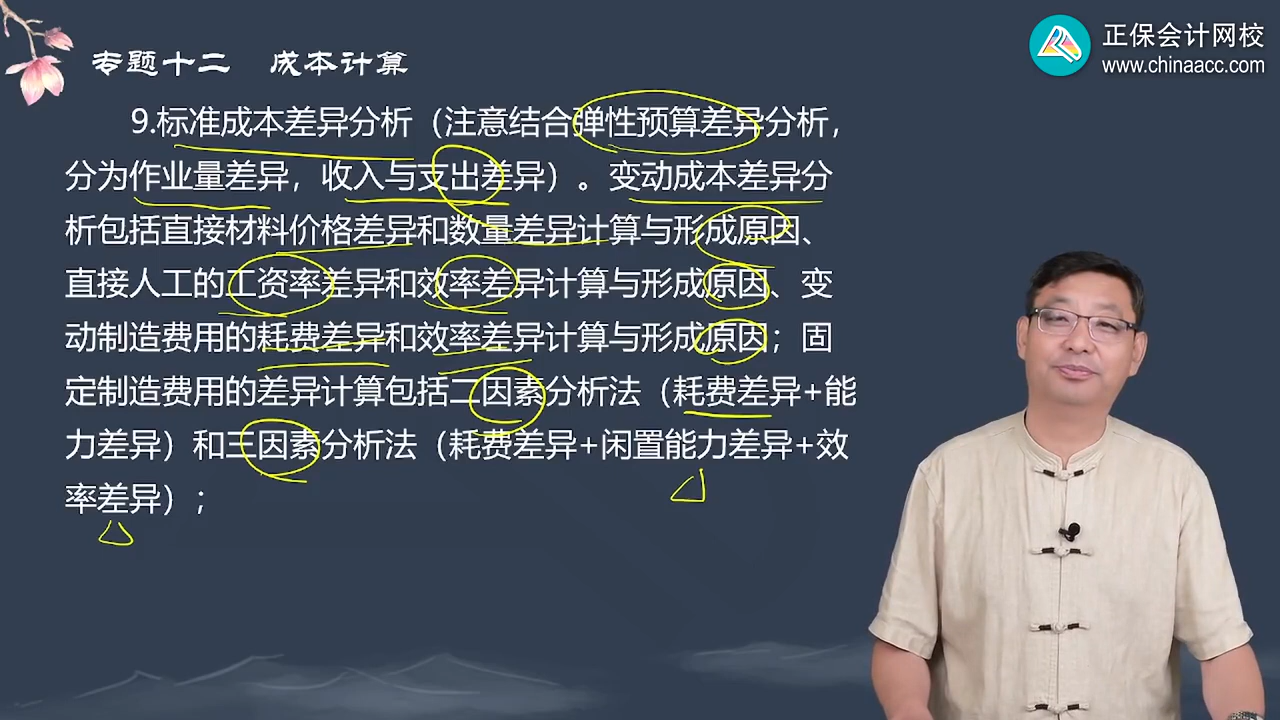 专题十二 成本计算
正保会计网校
www.chinaacc.com
9.标准成本差异分析（注意结合弹性预算差异分析，
分为作业量差异，收入与支出差异）。变动成本差异分
析包括直接材料价格差异和数量差异计算与形成原因、
直接人工的工资率差异和效率差异计算与形成原因、变
动制造费用的耗费差异和效率差异计算与形成原因；固
定制造费用的差异计算包括二因素分析法（耗费差异+能
力差异）和三因素分析法（耗费差异+闲置能力差异+效
率差异）；